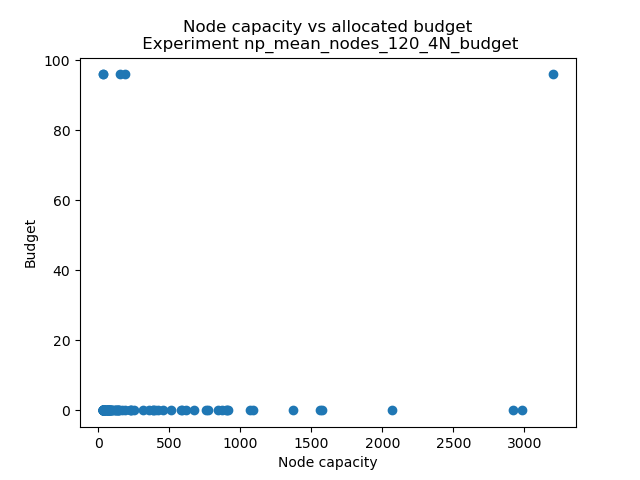 Node capacity vs allocated budget
Experiment np_mean_nodes_120_4N_budget
100
80
60
40
20
0
Budget
0 500 1000 1500 2000 2500 3000
Node capacity